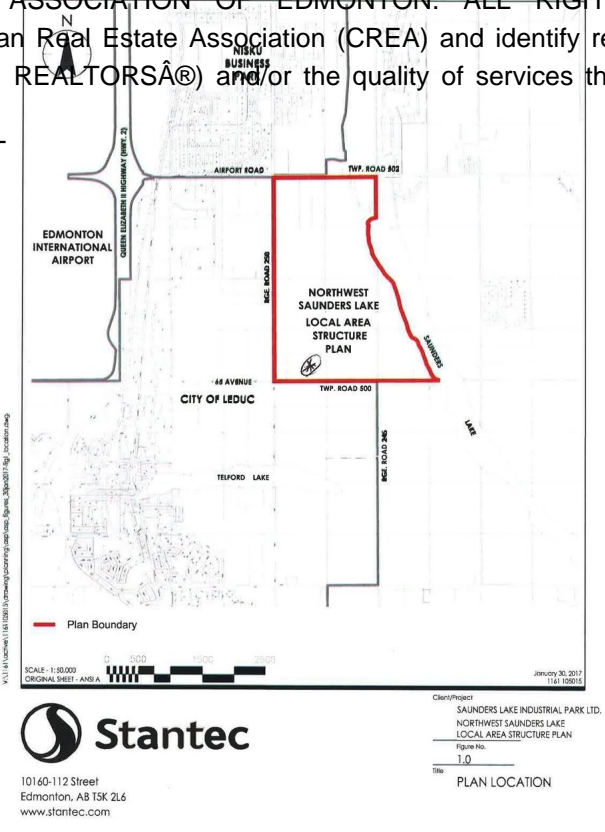 ASSOCIATION OF EDMONTON. ALL RIGHT
an Real Estate Association (CREA) and identify re
REALTORSÂ®) and/or the quality of services th
N
NISKU
BUSINESS
PARK
QUEEN ELIZABETH II HIGHWAY (HWY. 2)
AIRPORT ROAD
TWP. ROAD 502
EDMONTON
INTERNATIONAL
AIRPORT
RGE. ROAD 250
NORTHWEST
SAUNDERS LAKE
LOCAL AREA
STRUCTURE
PLAN
SAUNDERS
LAKE
65 AVENUE
TWP. ROAD 500
CITY OF LEDUC
RGE. ROAD 245
TELFORD LAKE
Plan Boundary
0 500 1500 2500
SCALE - 1:50,000
ORIGINAL SHEET - ANSI A
January 30, 2017
1161 105015
Stantec
10160-112 Street
Edmonton, AB T5K 2L6
www.stantec.com
Client/Project
SAUNDERS LAKE INDUSTRIAL PARK LTD.
NORTHWEST SAUNDERS LAKE
LOCAL AREA STRUCTURE PLAN
Figure No.
1.0
Title
PLAN LOCATION